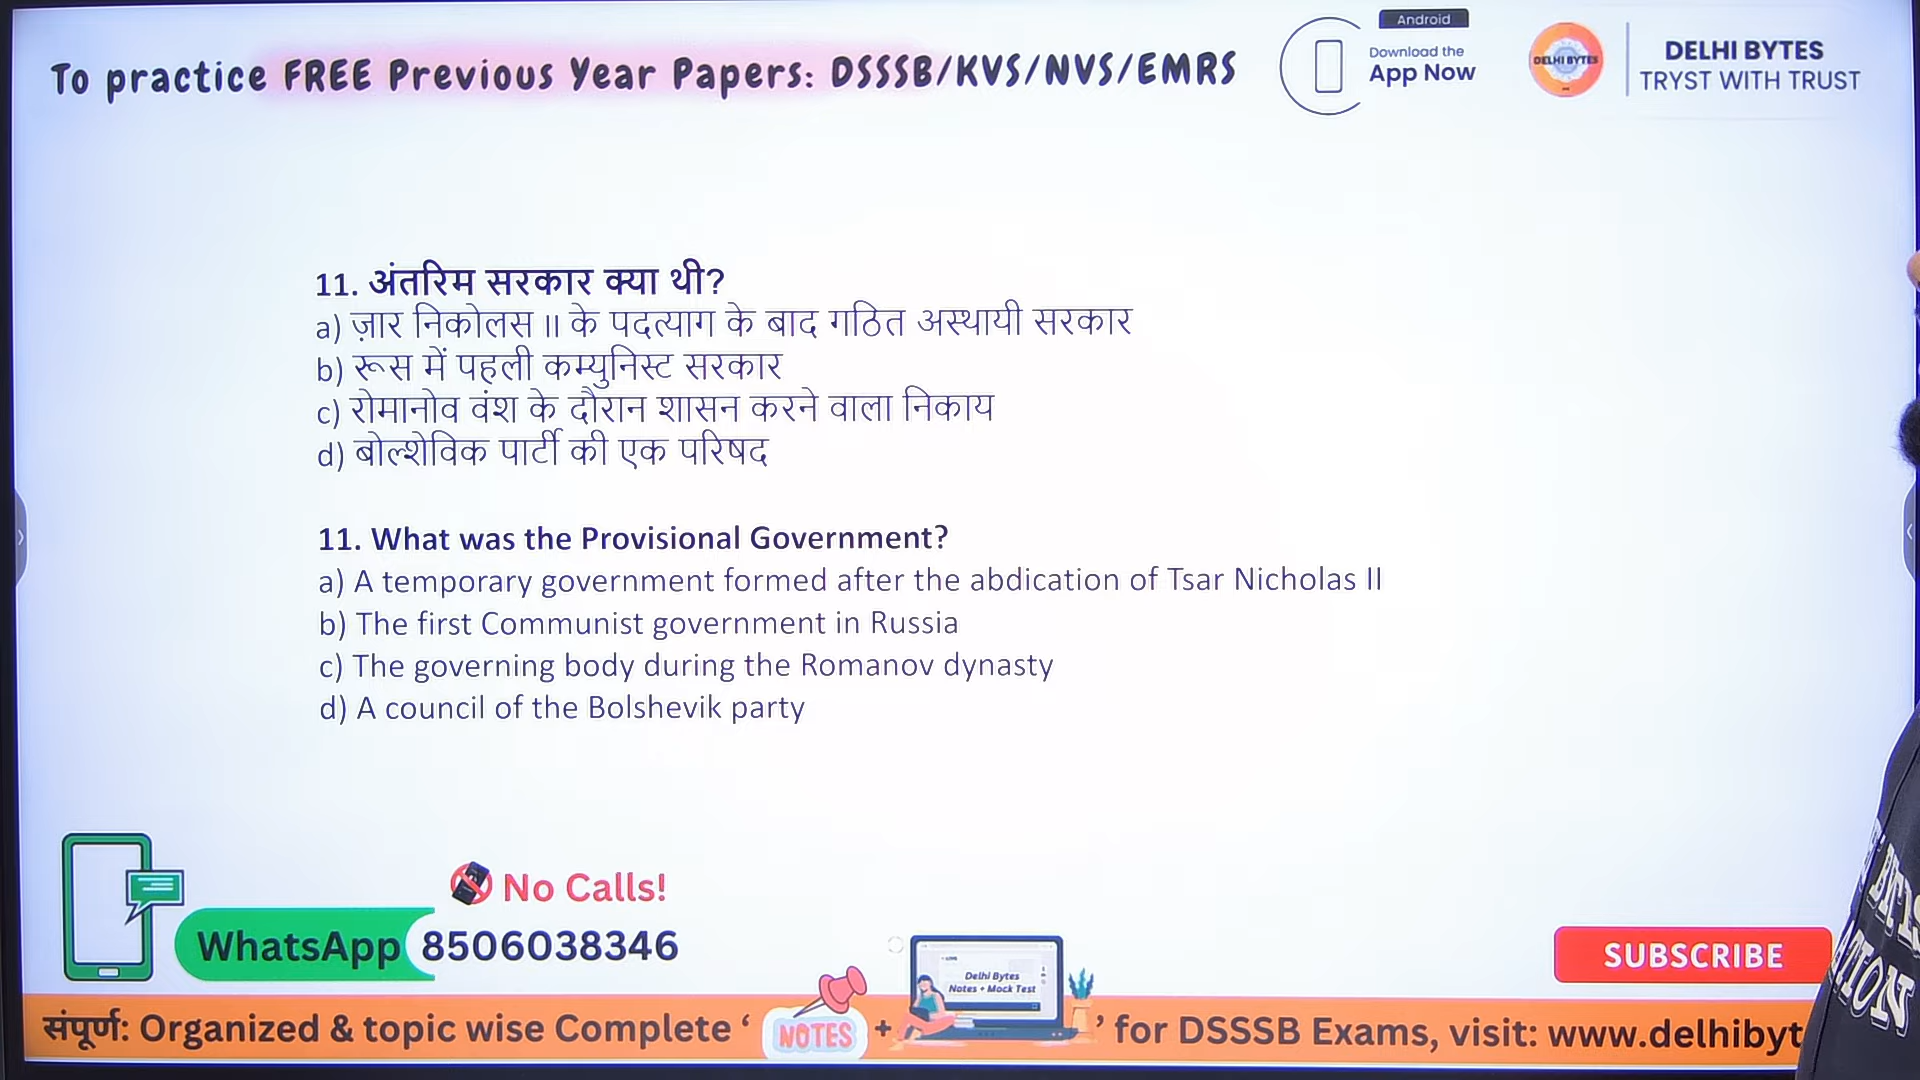 To practice FREE Previous Year Papers: DSSSB/KVS/NVS/EMRS
Android
Download the
App Now
DELHI BYTES
DELHI BYTES
TRYST WITH TRUST
11. अंतरिम सरकार क्या थी?
a) ज़ार निकोलस II के पदत्याग के बाद गठित अस्थायी सरकार
b) रूस में पहली कम्युनिस्ट सरकार
c) रोमानोव वंश के दौरान शासन करने वाला निकाय
d) बोल्शेविक पार्टी की एक परिषद
11. What was the Provisional Government?
a) A temporary government formed after the abdication of Tsar Nicholas II
b) The first Communist government in Russia
c) The governing body during the Romanov dynasty
d) A council of the Bolshevik party
No Calls!
WhatsApp 8506038346
Delhi Bytes
Notes + Mock Test
SUBSCRIBE
संपूर्ण: Organized & topic wise Complete ‘ NOTES + ’ for DSSSB Exams, visit: www.delhibyt